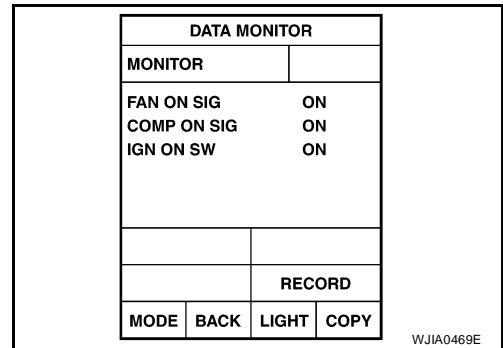 DATA MONITOR
MONITOR
FAN ON SIG ON
COMP ON SIG ON
IGN ON SW ON
RECORD
MODE BACK LIGHT COPY
WJIA0469E